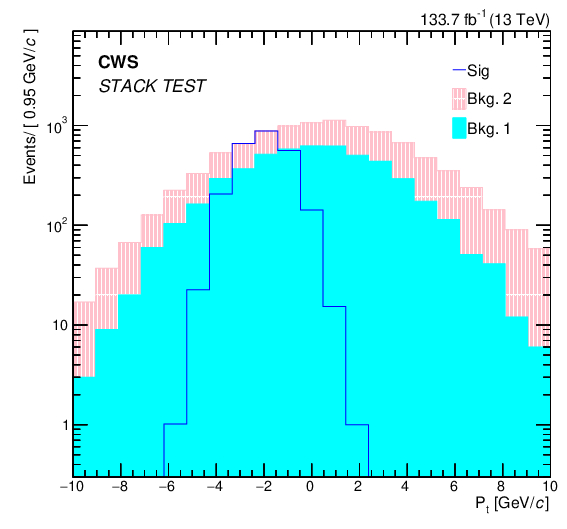 133.7 fb⁻¹ (13 TeV)
Events/ [ 0.95 GeV/c ]
CWS
STACK TEST
Sig
Bkg. 2
Bkg. 1
10³
10²
10
1
−10 −8 −6 −4 −2 0 2 4 6 8 10
Pₜ [GeV/c]